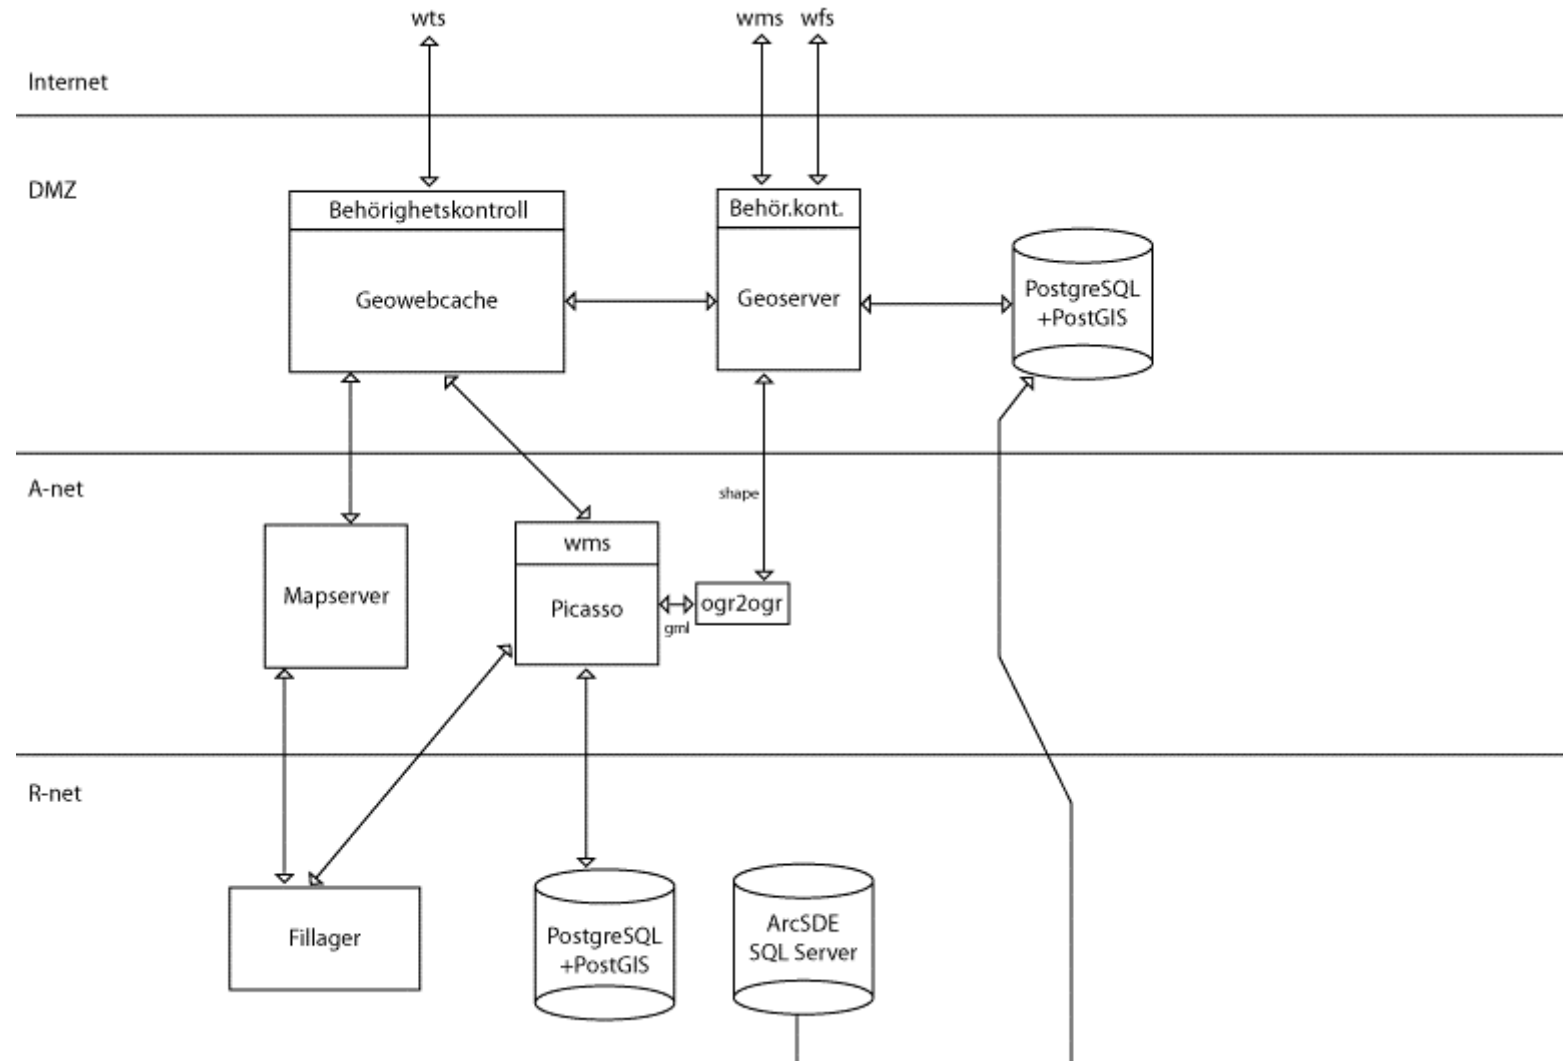 wts
wms wfs
Internet
DMZ
Behörighetskontroll
Geowebcache
Behör.kont.
Geoserver
PostgreSQL
+PostGIS
A-net
shape
Mapserver
wms
Picasso
gml
ogr2ogr
R-net
Fillager
PostgreSQL
+PostGIS
ArcSDE
SQL Server